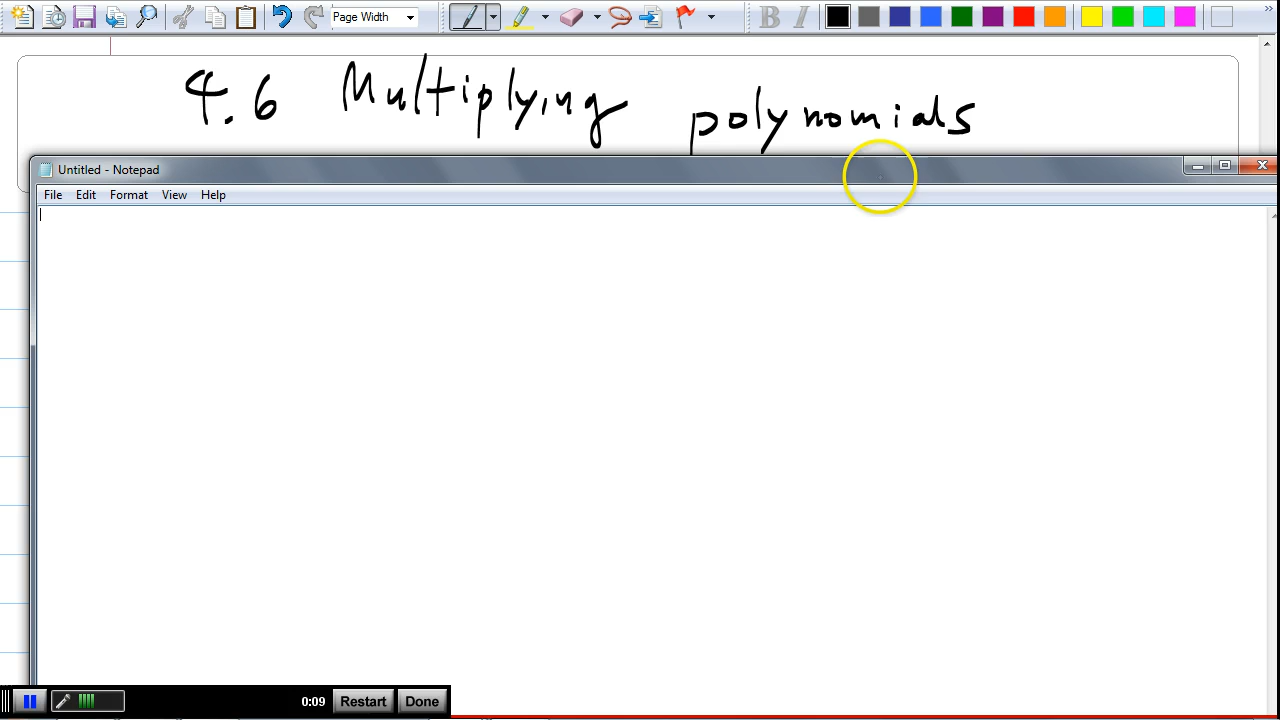 Page Width
B I
4.6 Multiplying polynomials
Untitled - Notepad
File Edit Format View Help
0:09 Restart Done